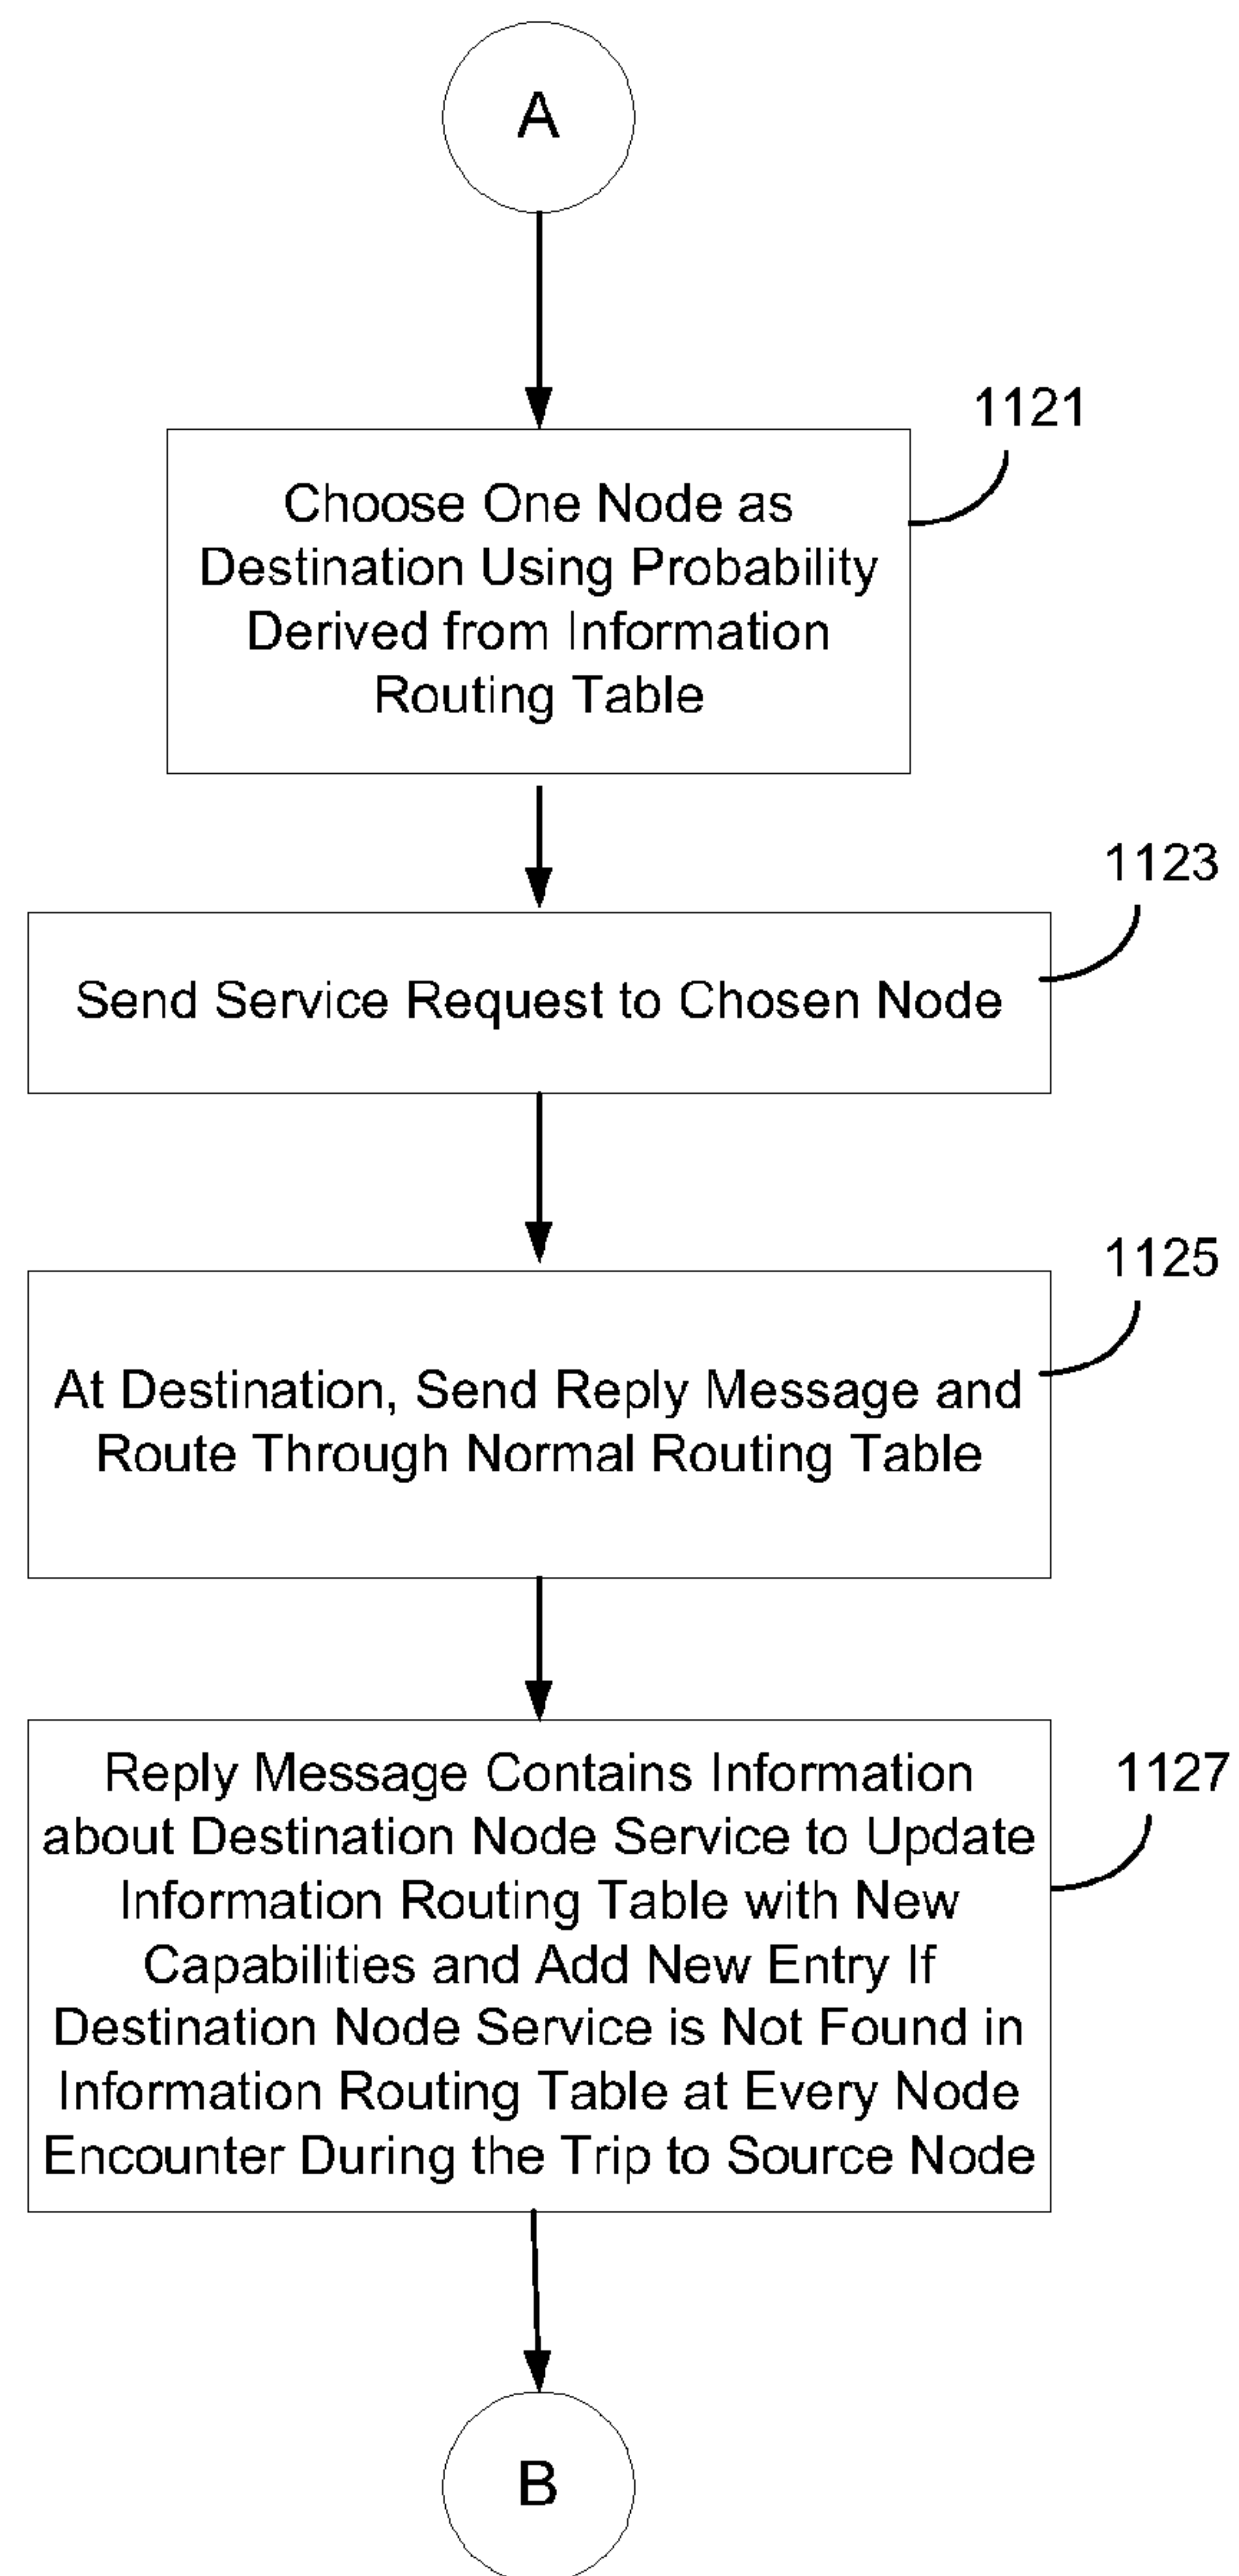 A
1121
Choose One Node as
Destination Using Probability
Derived from Information
Routing Table
1123
Send Service Request to Chosen Node
1125
At Destination, Send Reply Message and
Route Through Normal Routing Table
1127
Reply Message Contains Information
about Destination Node Service to Update
Information Routing Table with New
Capabilities and Add New Entry If
Destination Node Service is Not Found in
Information Routing Table at Every Node
Encounter During the Trip to Source Node
B